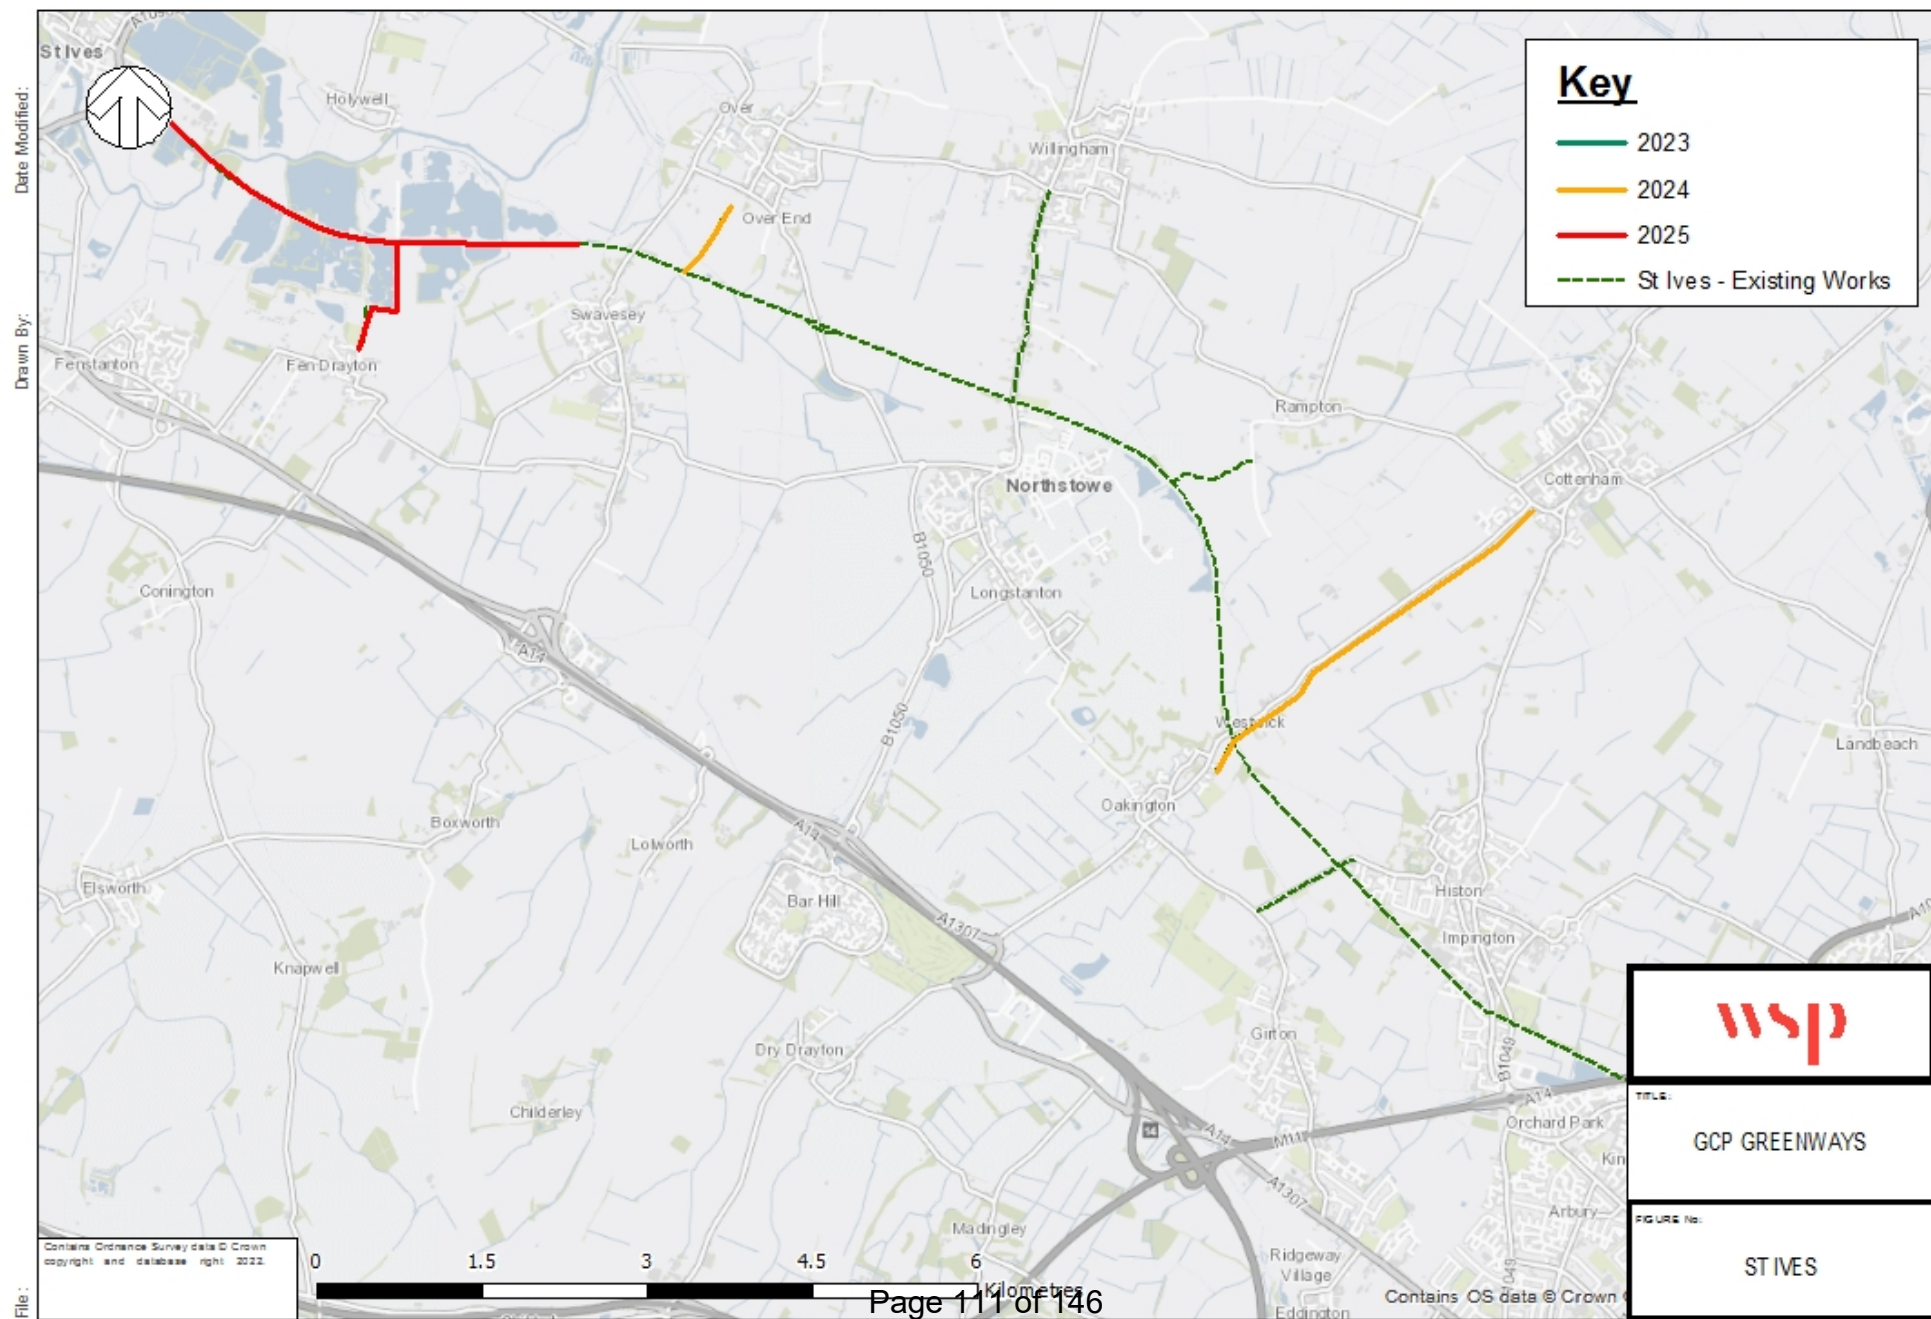 Date Modified:
Drawn By:
File :
St Ives
Holywell
Over
Willingham
Over End
Swavesey
Fenstanton
Fen Drayton
Rampton
Cottenham
Northstowe
B1050
Conington
Longstanton
A14
Westwick
B1050
Landbeach
Oakington
Boxworth
A14
Lolworth
Elsworth
Bar Hill
Histon
A1307
A10
Impington
Knapwell
Girton
Dry Drayton
B1049
A14
Childerley
Orchard Park
14
A14
M11
Kin
A1307
Arbury
Madingley
Ridgeway
Village
Eddington
Key
2023
2024
2025
St Ives - Existing Works
wsp
TITLE:
GCP GREENWAYS
FIGURE No:
ST IVES
Contains Ordnance Survey data © Crown
copyright and database right 2022.
0 1.5 3 4.5 6
Kilometres
Page 111 of 146
Contains OS data © Crown